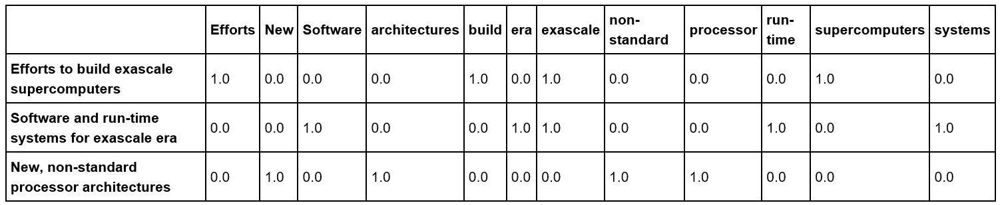 Efforts New Software architectures build era exascale non-standard processor run-time supercomputers systems
Efforts to build exascale supercomputers 1.0 0.0 0.0 0.0 1.0 0.0 1.0 0.0 0.0 0.0 1.0 0.0
Software and run-time systems for exascale era 0.0 0.0 1.0 0.0 0.0 1.0 1.0 0.0 0.0 1.0 0.0 1.0
New, non-standard processor architectures 0.0 1.0 0.0 1.0 0.0 0.0 0.0 1.0 1.0 0.0 0.0 0.0